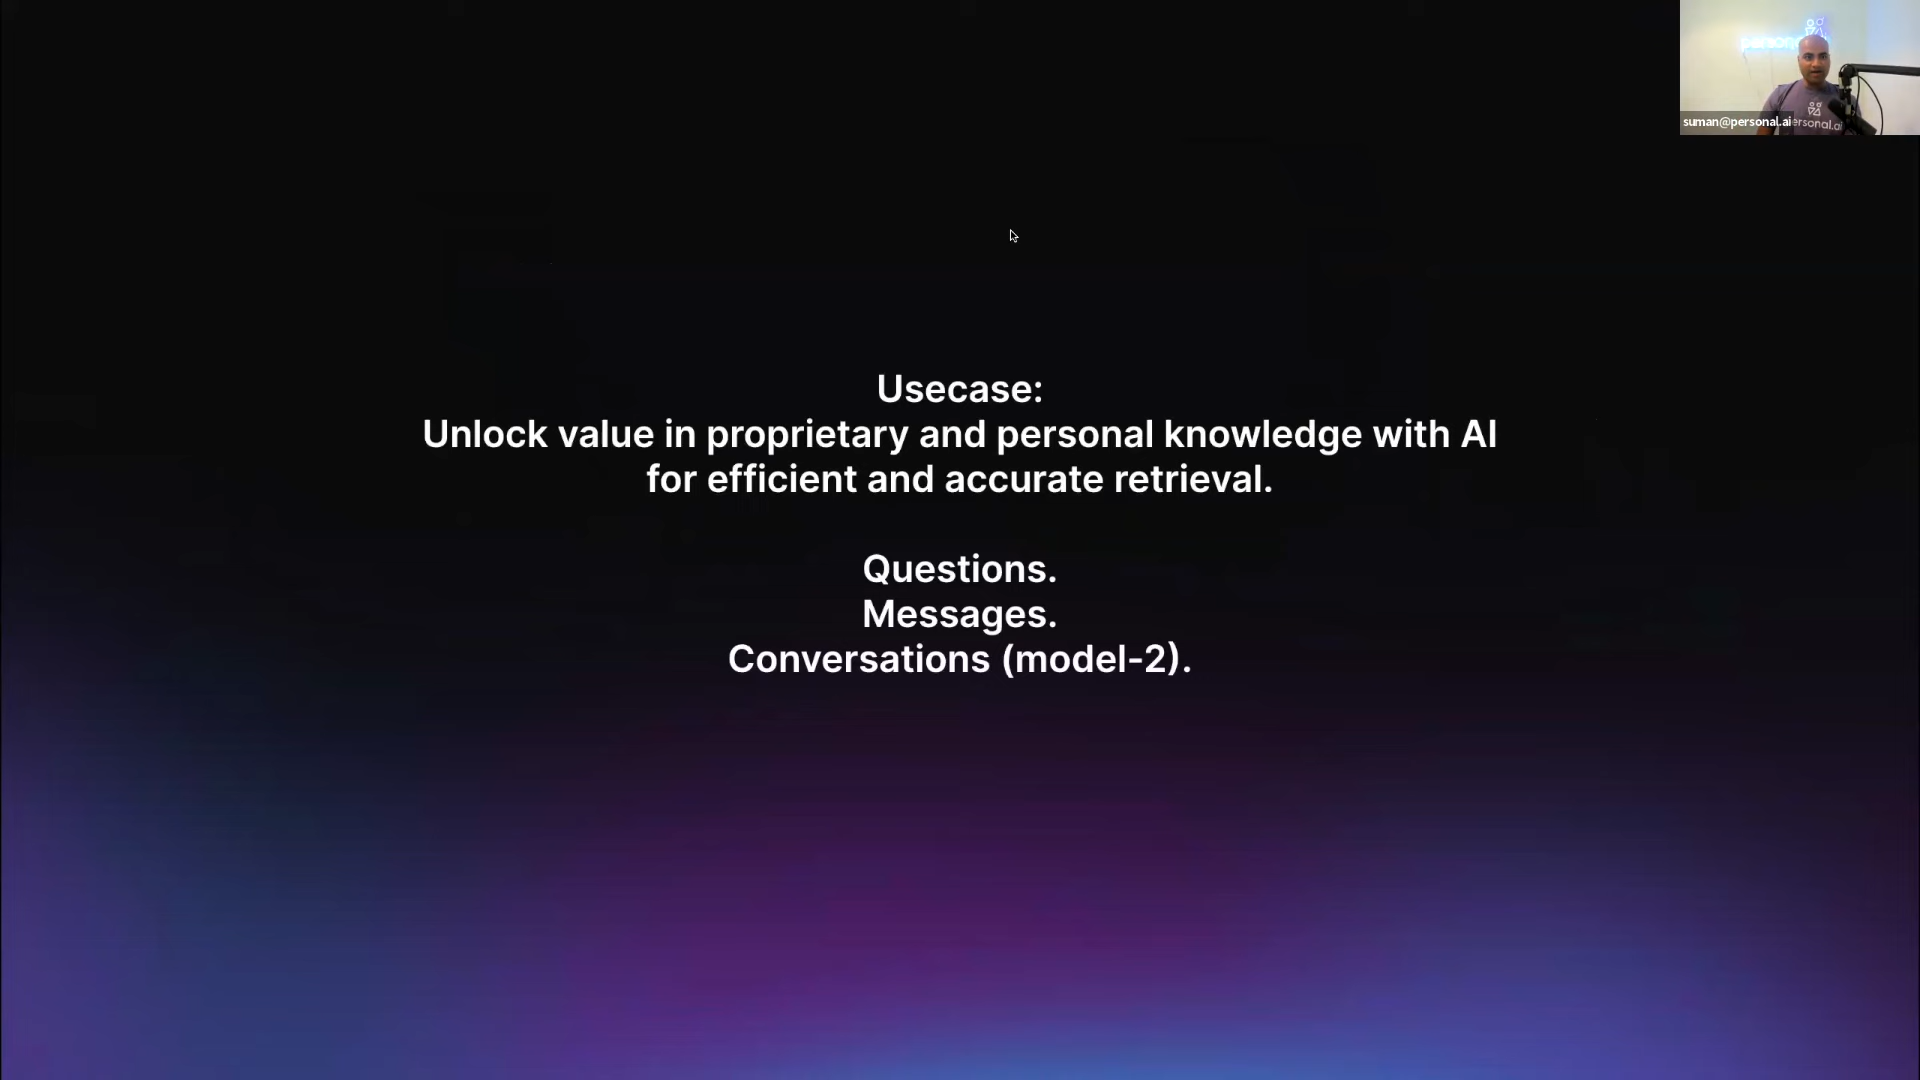 suman@personal.ai
Usecase:
Unlock value in proprietary and personal knowledge with AI
for efficient and accurate retrieval.
Questions.
Messages.
Conversations (model-2).